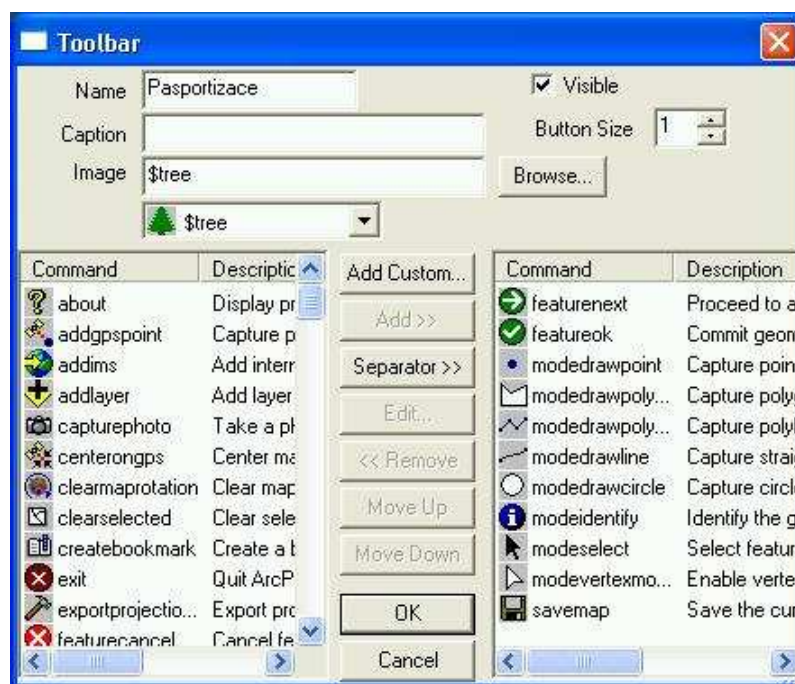 Toolbar
Name Pasportizace Visible
Caption Button Size 1
Image $tree Browse...
$tree
Command Descriptic
about Display pr
addgpspoint Capture p
addims Add intern
addlayer Add layer
capturephoto Take a pl
centerongps Center ma
clearmaprotation Clear map
clearselected Clear sele
createbookmark Create a b
exit Quit ArcP
exportprojectio... Export pro
featurecancel Cancel fe
Add Custom...
Add >>
Separator >>
Edit...
<< Remove
Move Up
Move Down
OK
Cancel
Command Description
featurenext Proceed to a
featureok Commit geom
modedrawpoint Capture poin
modedrawpoly... Capture polyg
modedrawpoly... Capture polyl
modedrawline Capture straig
modedrawcircle Capture circl
modeidentify Identify the g
modeselect Select featur
modevertexmo... Enable verte
savemap Save the cur